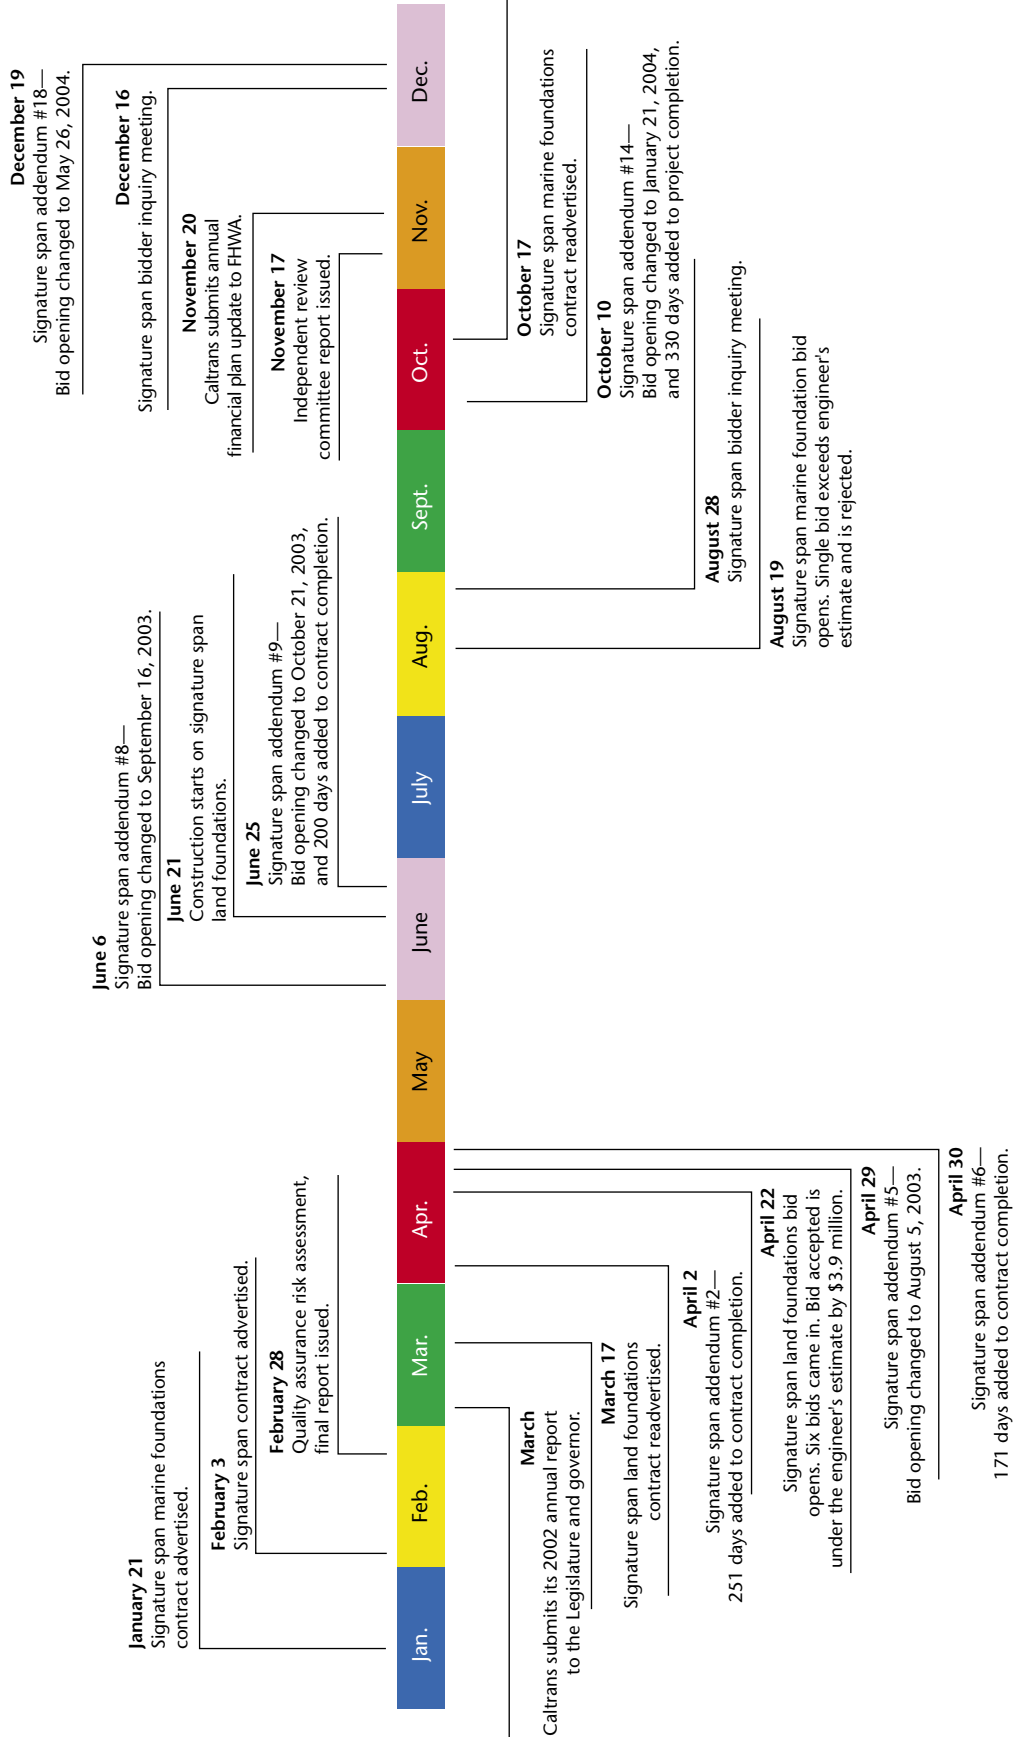 January 21
Signature span marine foundations
contract advertised.
February 3
Signature span contract advertised.
February 28
Quality assurance risk assessment,
final report issued.
June 6
Signature span addendum #8—
Bid opening changed to September 16, 2003.
June 21
Construction starts on signature span
land foundations.
June 25
Signature span addendum #9—
Bid opening changed to October 21, 2003,
and 200 days added to contract completion.
November 17
Independent review
committee report issued.
November 20
Caltrans submits annual
financial plan update to FHWA.
December 16
Signature span bidder inquiry meeting.
December 19
Signature span addendum #18—
Bid opening changed to May 26, 2004.
Jan.
Feb.
Mar.
Apr.
May
June
July
Aug.
Sept.
Oct.
Nov.
Dec.
March
Caltrans submits its 2002 annual report
to the Legislature and governor.
March 17
Signature span land foundations
contract readvertised.
April 2
Signature span addendum #2—
251 days added to contract completion.
April 22
Signature span land foundations bid
opens. Six bids came in. Bid accepted is
under the engineer's estimate by $3.9 million.
April 29
Signature span addendum #5—
Bid opening changed to August 5, 2003.
April 30
Signature span addendum #6—
171 days added to contract completion.
August 19
Signature span marine foundation bid
opens. Single bid exceeds engineer's
estimate and is rejected.
August 28
Signature span bidder inquiry meeting.
October 10
Signature span addendum #14—
Bid opening changed to January 21, 2004,
and 330 days added to project completion.
October 17
Signature span marine foundations
contract readvertised.